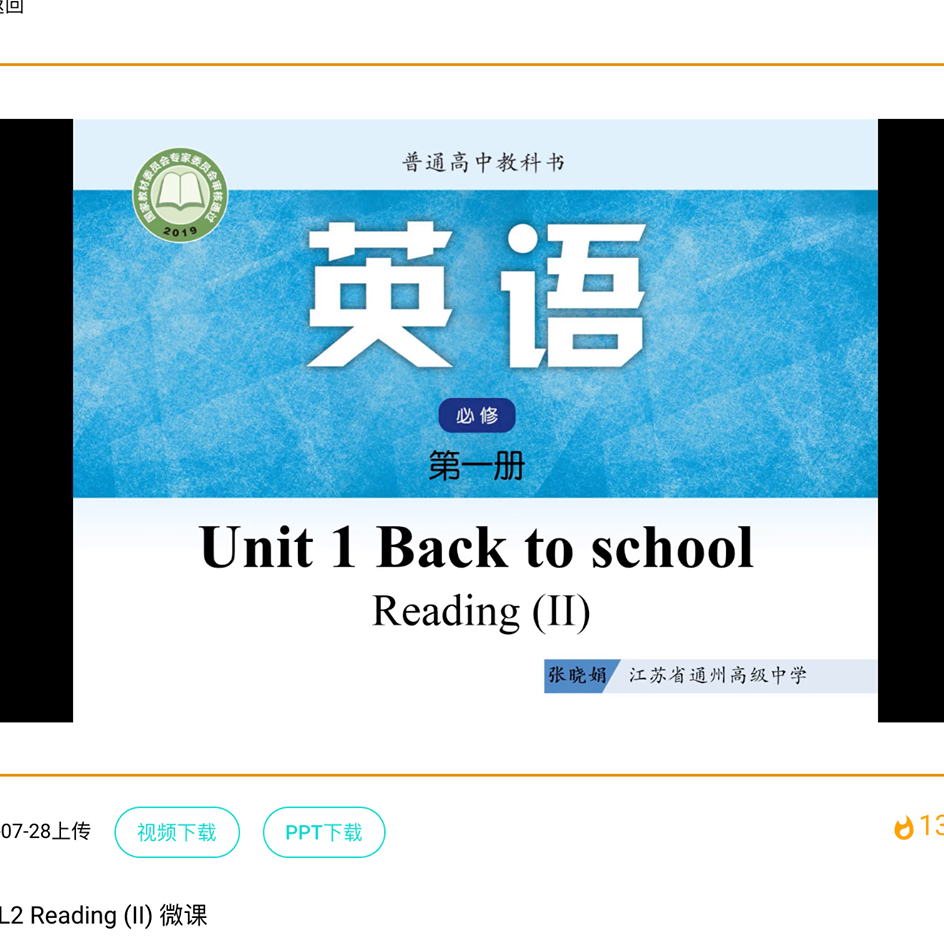 返回
普通高中教科书
国家教材委员会专家委员会审核通过
2019
英语
必修
第一册
Unit 1 Back to school
Reading (II)
张晓娟 江苏省通州高级中学
-07-28上传 视频下载 PPT下载 13
L2 Reading (II) 微课